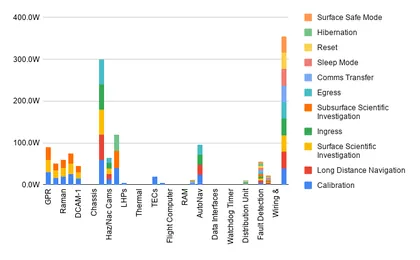 400.0W
300.0W
200.0W
100.0W
0.0W
GPR
Raman
DCAM-1
Chassis
Haz/Nac Cams
LHPs
Thermal
TECs
Flight Computer
RAM
AutoNav
Data Interfaces
Watchdog Timer
Distribution Unit
Fault Detection
Wiring &
Surface Safe Mode
Hibernation
Reset
Sleep Mode
Comms Transfer
Egress
Subsurface Scientific
Investigation
Ingress
Surface Scientific
Investigation
Long Distance Navigation
Calibration